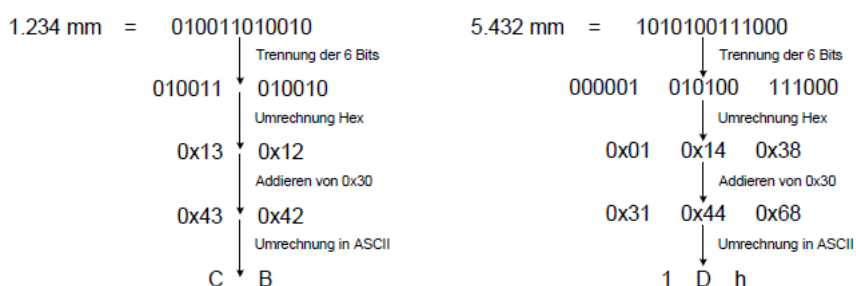 1.234 mm = 010011010010
Trennung der 6 Bits
010011 010010
Umrechnung Hex
0x13 0x12
Addieren von 0x30
0x43 0x42
Umrechnung in ASCII
C B
5.432 mm = 1010100111000
Trennung der 6 Bits
000001 010100 111000
Umrechnung Hex
0x01 0x14 0x38
Addieren von 0x30
0x31 0x44 0x68
Umrechnung in ASCII
1 D h